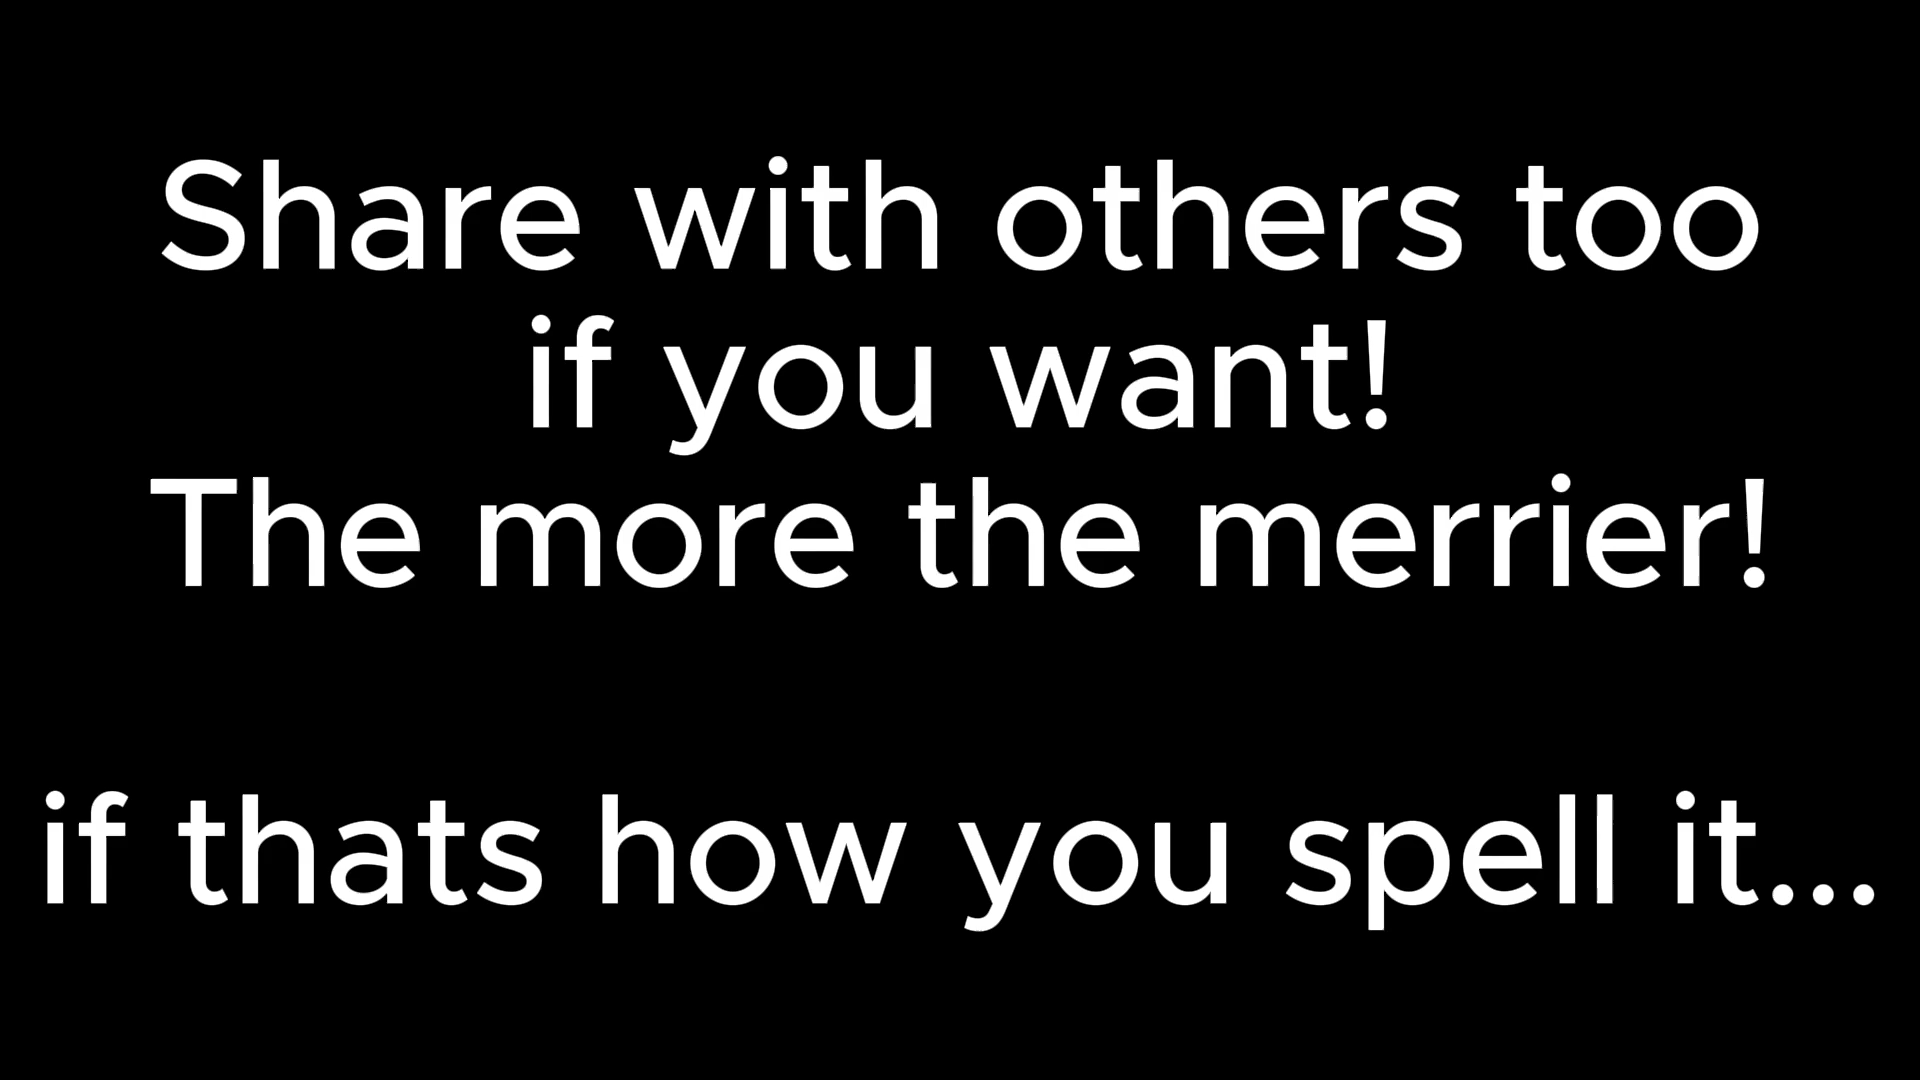 Share with others too
if you want!
The more the merrier!
if thats how you spell it...